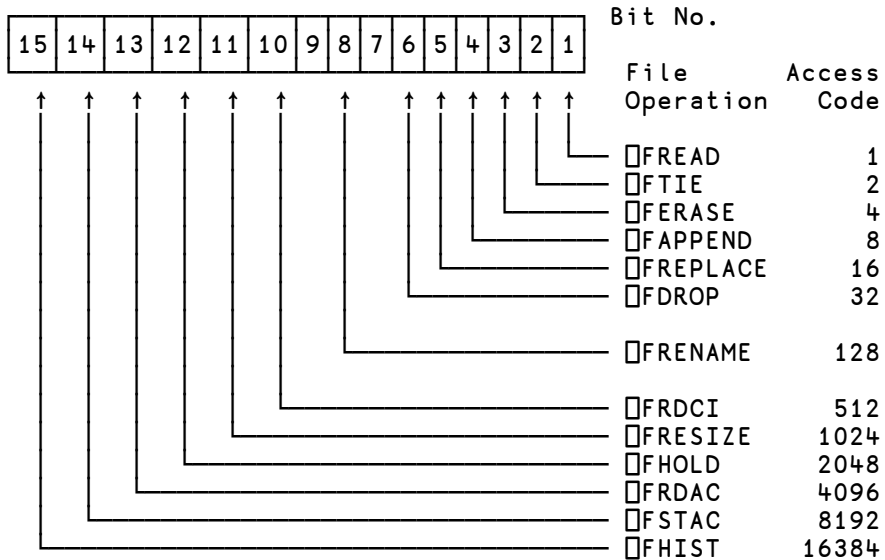 Bit No.
15 14 13 12 11 10 9 8 7 6 5 4 3 2 1
File Access
Operation Code
⎕FREAD 1
⎕FTIE 2
⎕FERASE 4
⎕FAPPEND 8
⎕FREPLACE 16
⎕FDROP 32
⎕FRENAME 128
⎕FRDCI 512
⎕FRESIZE 1024
⎕FHOLD 2048
⎕FRDAC 4096
⎕FSTAC 8192
⎕FHIST 16384